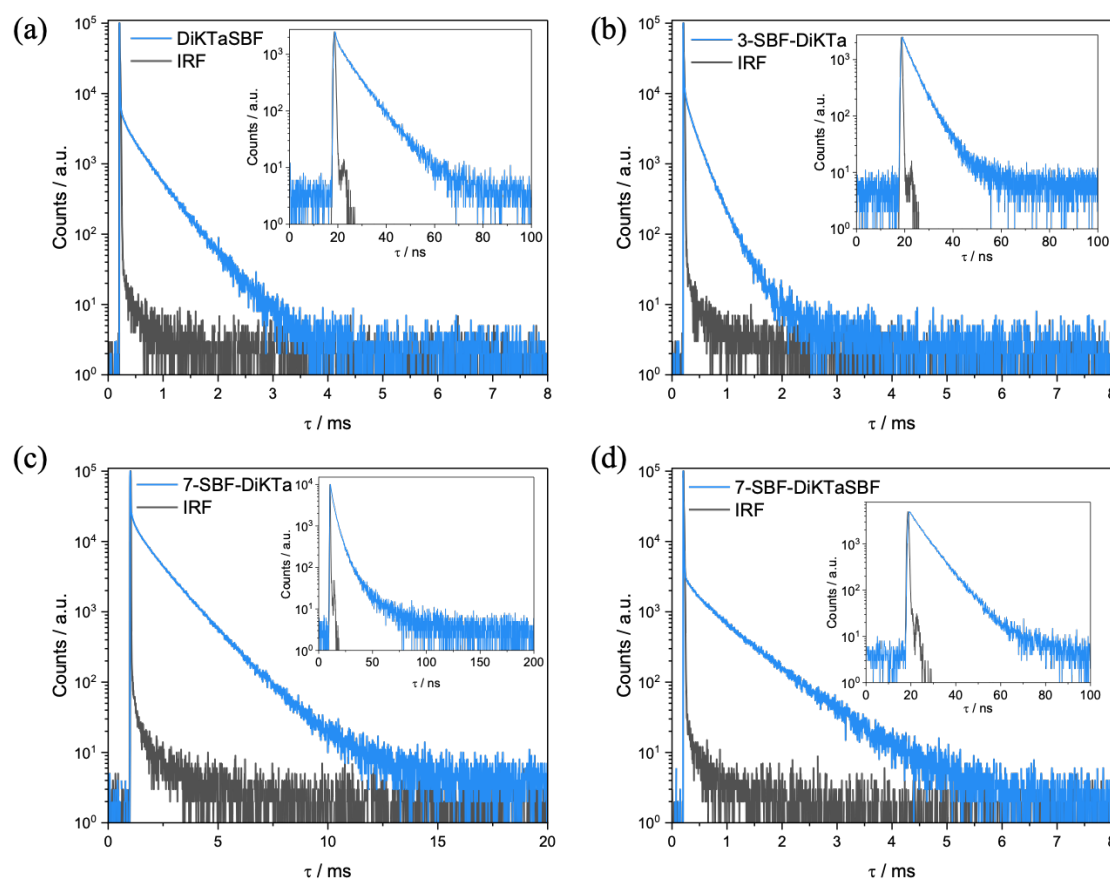 (a)
DiKTaSBF
IRF
Counts / a.u.
10⁵
10⁴
10³
10²
10¹
10⁰
0 1 2 3 4 5 6 7 8
τ / ms
Counts / a.u.
10³
10²
10¹
10⁰
0 20 40 60 80 100
τ / ns
(b)
3-SBF-DiKTa
IRF
Counts / a.u.
10⁵
10⁴
10³
10²
10¹
10⁰
0 1 2 3 4 5 6 7 8
τ / ms
Counts / a.u.
10³
10²
10¹
10⁰
0 20 40 60 80 100
τ / ns
(c)
7-SBF-DiKTa
IRF
Counts / a.u.
10⁵
10⁴
10³
10²
10¹
10⁰
0 5 10 15 20
τ / ms
Counts / a.u.
10⁴
10³
10²
10¹
10⁰
0 50 100 150 200
τ / ns
(d)
7-SBF-DiKTaSBF
IRF
Counts / a.u.
10⁵
10⁴
10³
10²
10¹
10⁰
0 1 2 3 4 5 6 7 8
τ / ms
Counts / a.u.
10³
10²
10¹
10⁰
0 20 40 60 80 100
τ / ns